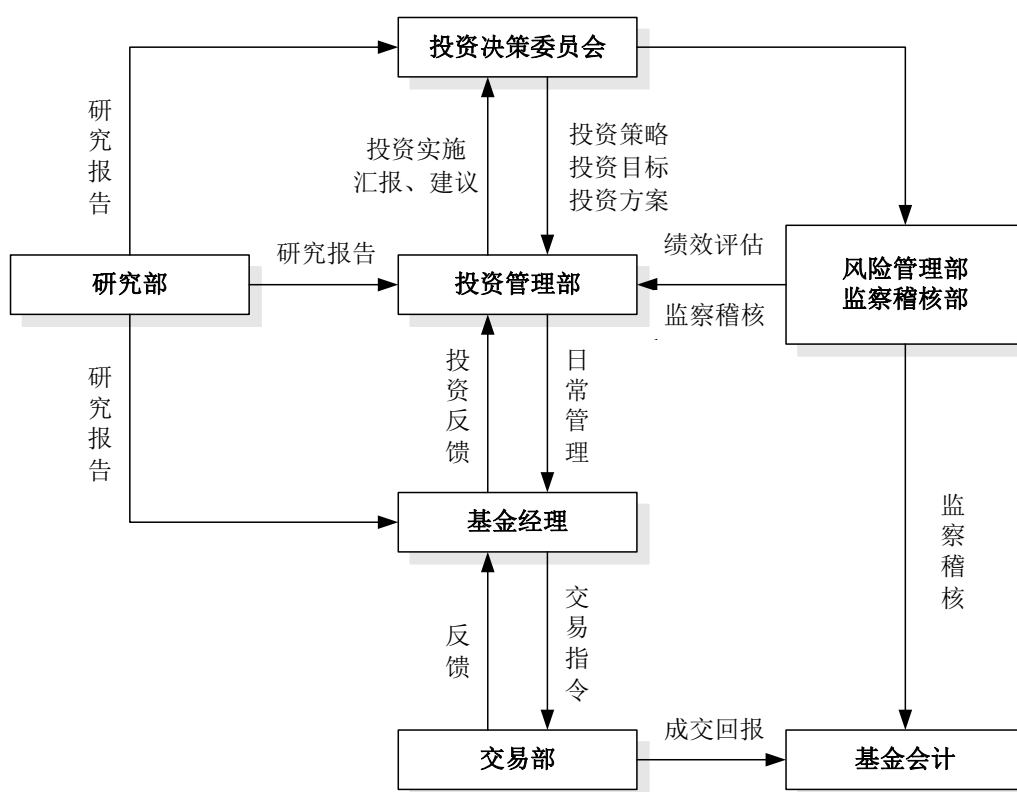 投资决策委员会
研究报告
投资实施
汇报、建议
投资策略
投资目标
投资方案
研究报告
绩效评估
研究部
投资管理部
风险管理部
监察稽核部
监察稽核
研究报告
投资反馈
日常管理
基金经理
监察稽核
反馈
交易指令
成交回报
交易部
基金会计